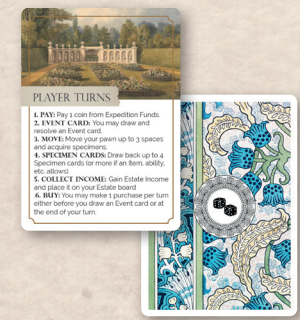 PLAYER TURNS
1. PAY: Pay 1 coin from Expedition Funds.
2. EVENT CARD: You may draw and
resolve an Event card.
3. MOVE: Move your pawn up to 3 spaces
and acquire specimens.
4. SPECIMEN CARDS: Draw back up to 4
Specimen cards (or more if an Item, ability,
etc. allows).
5. COLLECT INCOME: Gain Estate Income
and place it on your Estate board
6. BUY: You may make 1 purchase per turn
either before you draw an Event card or at
the end of your turn.